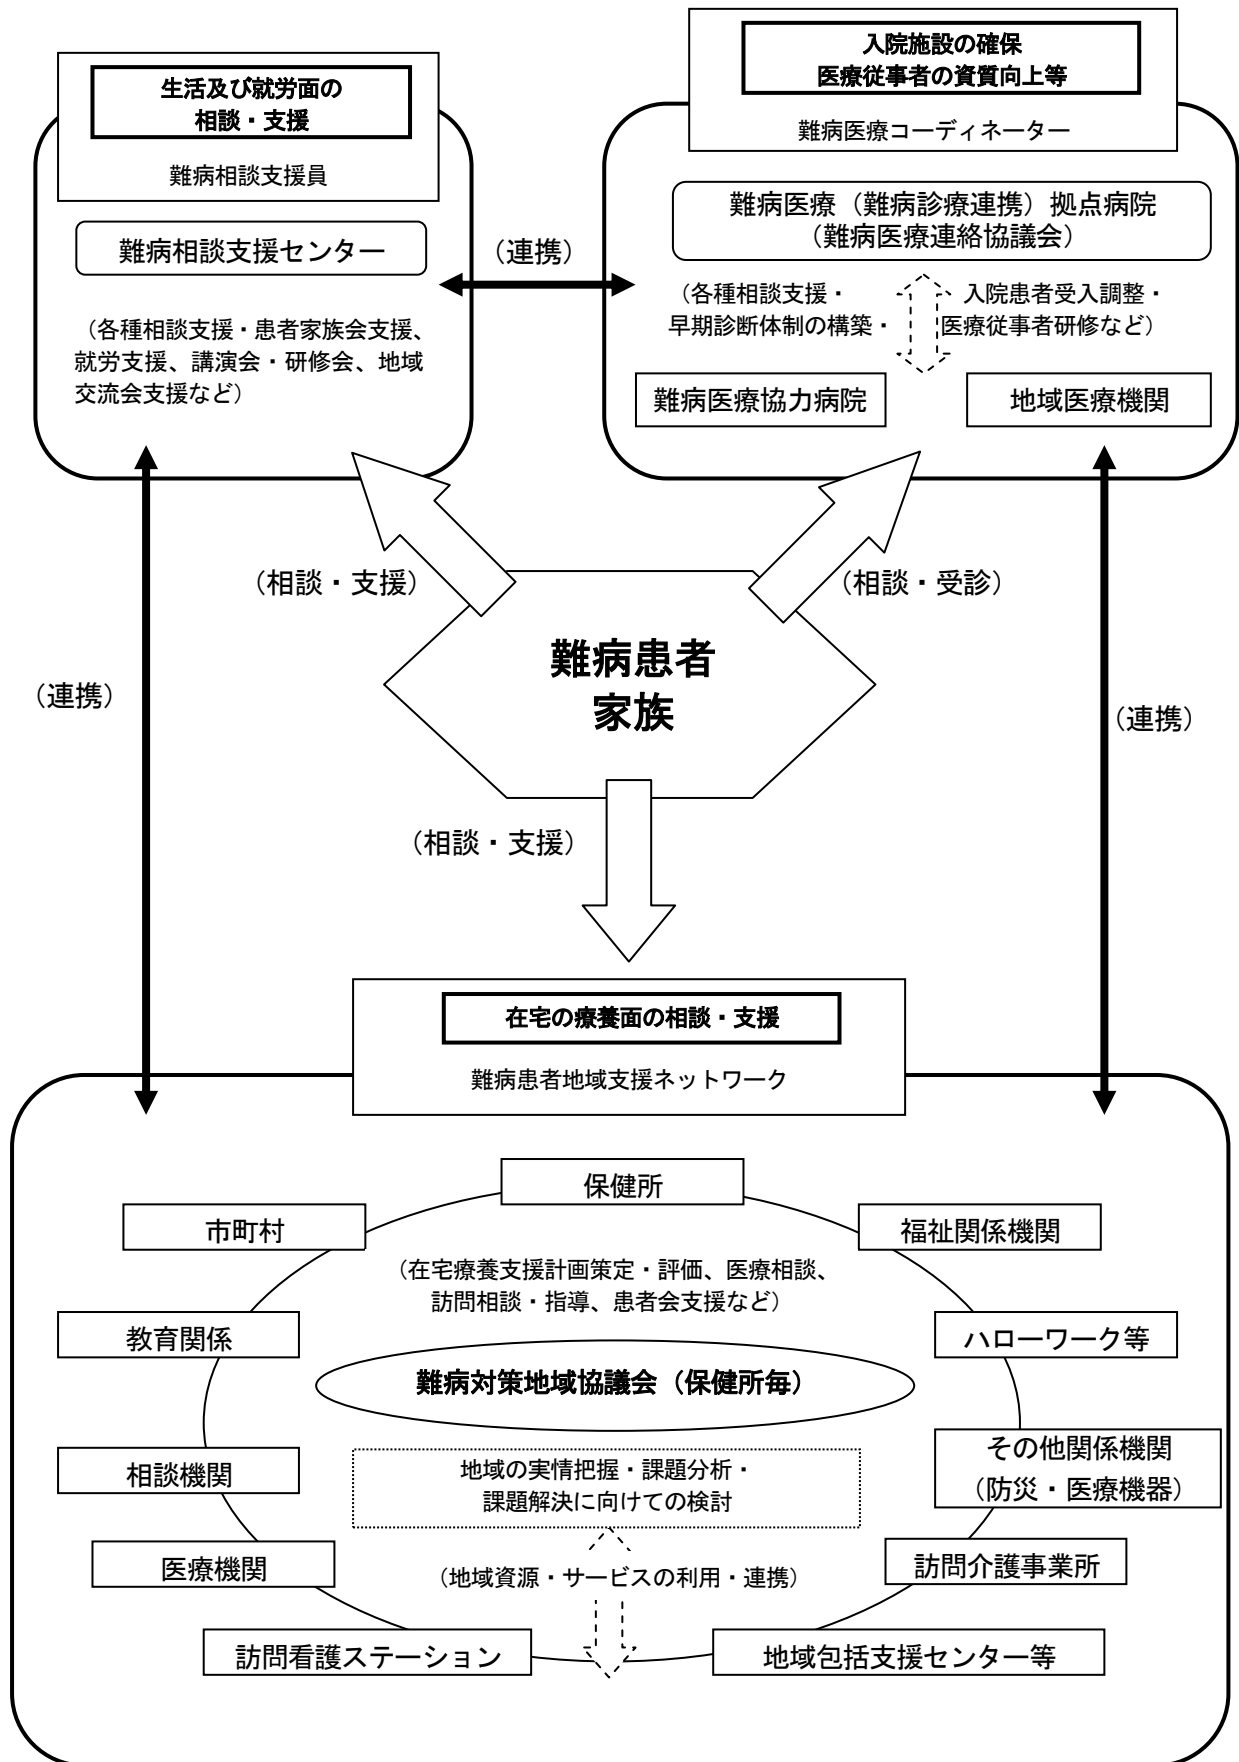 生活及び就労面の
相談・支援
難病相談支援員
難病相談支援センター
（各種相談支援・患者家族会支援、
就労支援、講演会・研修会、地域
交流会支援など）
（連携）
入院施設の確保
医療従事者の資質向上等
難病医療コーディネーター
難病医療（難病診療連携）拠点病院
（難病医療連絡協議会）
（各種相談支援・
早期診断体制の構築・
入院患者受入調整・
医療従事者研修など）
難病医療協力病院
地域医療機関
（相談・支援）
（相談・受診）
難病患者
家族
（連携）
（連携）
（相談・支援）
在宅の療養面の相談・支援
難病患者地域支援ネットワーク
保健所
市町村
福祉関係機関
（在宅療養支援計画策定・評価、医療相談、
訪問相談・指導、患者会支援など）
教育関係
ハローワーク等
難病対策地域協議会（保健所毎）
相談機関
その他関係機関
（防災・医療機器）
地域の実情把握・課題分析・
課題解決に向けての検討
医療機関
訪問介護事業所
（地域資源・サービスの利用・連携）
訪問看護ステーション
地域包括支援センター等